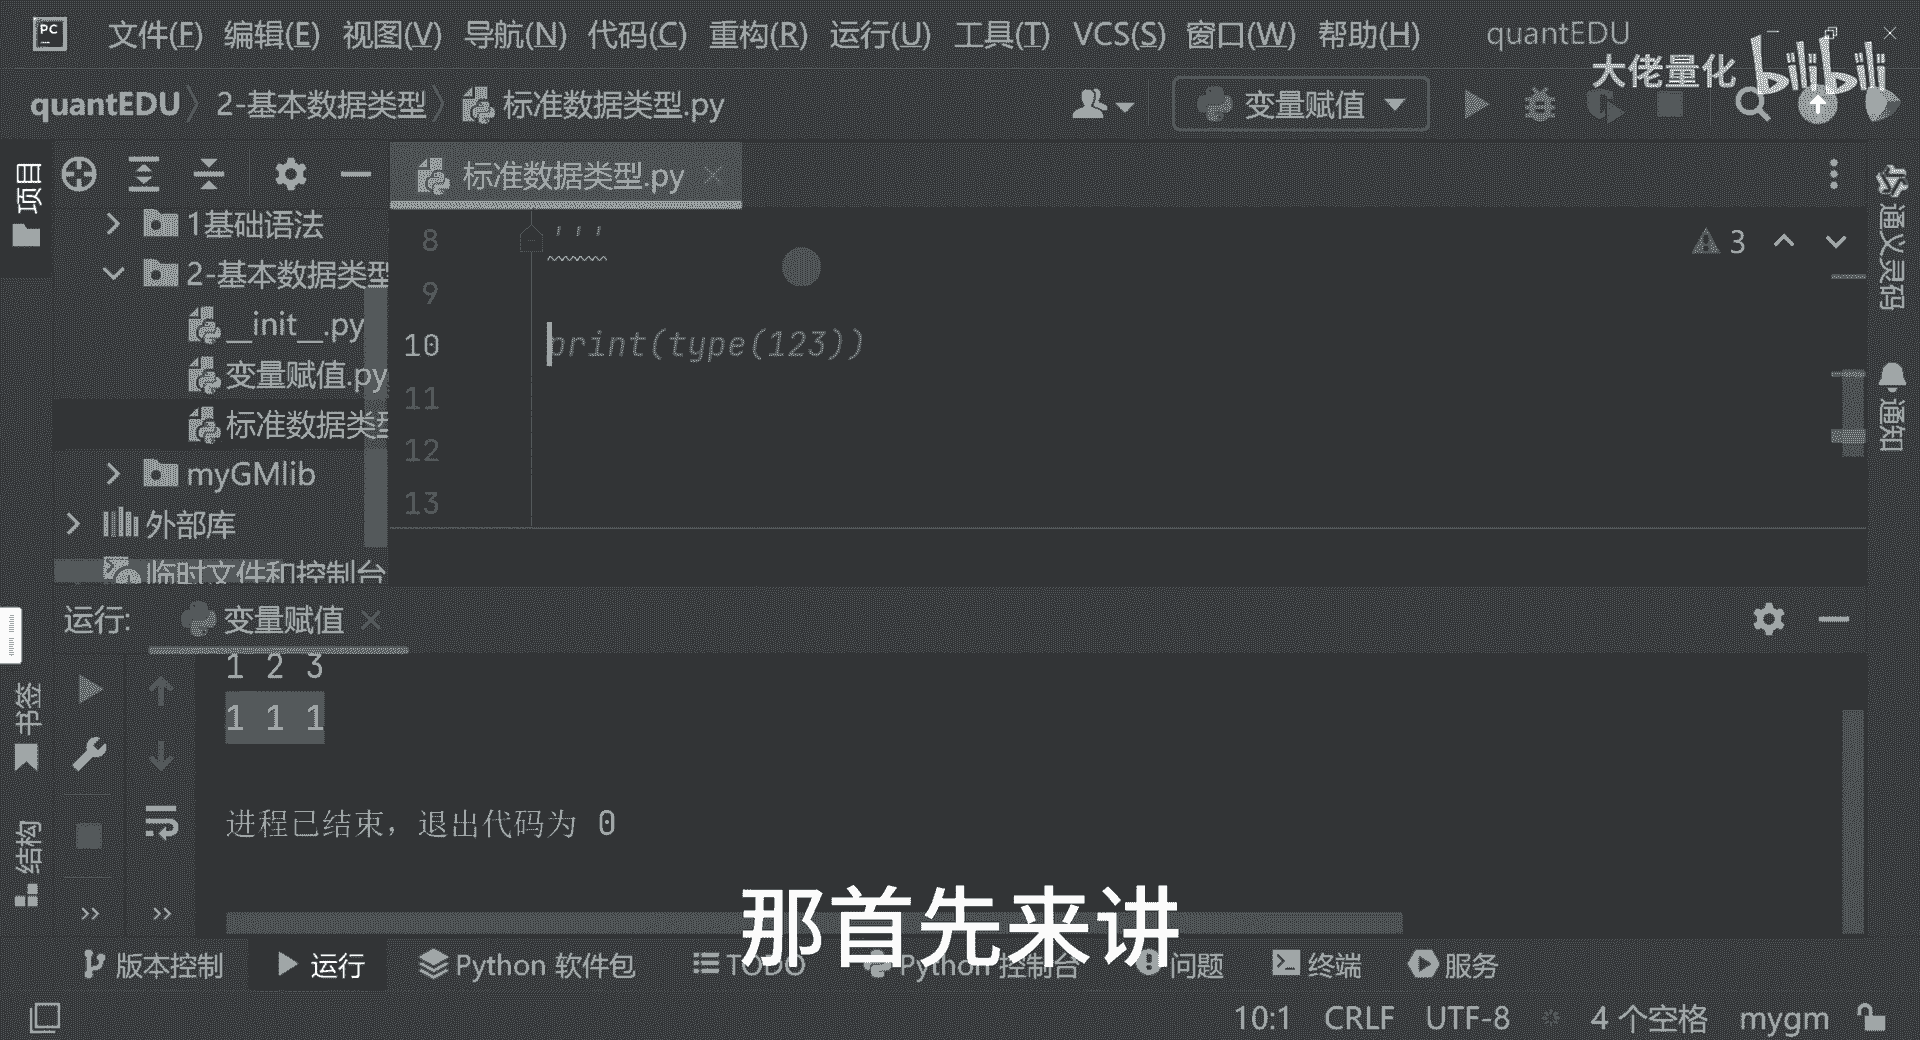 PC 文件(F) 编辑(E) 视图(V) 导航(N) 代码(C) 重构(R) 运行(U) 工具(T) VCS(S) 窗口(W) 帮助(H) quantEDU
大佬量化 bilibili
quantEDU 2-基本数据类型 标准数据类型.py 变量赋值
项目
标准数据类型.py
1基础语法
2-基本数据类型
__init__.py
变量赋值.py
标准数据类型
myGMlib
外部库
临时文件和控制台
8 '''
9
10 print(type(123))
11
12
13
3
通义灵码
通知
运行: 变量赋值
1 2 3
1 1 1
进程已结束，退出代码为 0
书签
结构
那首先来讲
版本控制 运行 Python 软件包 TODO Python 控制台 问题 终端 服务
10:1 CRLF UTF-8 4 个空格 mygm